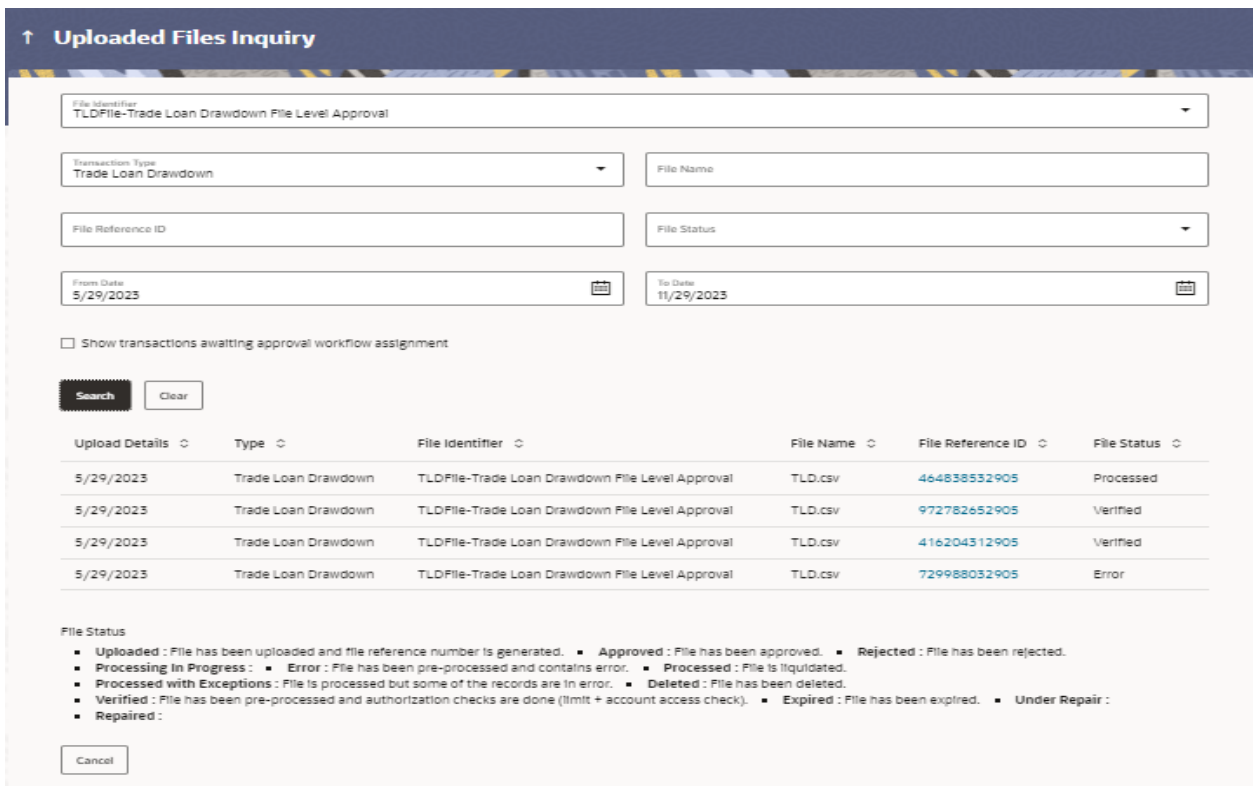 Uploaded Files Inquiry
File Identifier
TLDFile-Trade Loan Drawdown File Level Approval
Transaction Type
Trade Loan Drawdown
File Name
File Reference ID
File Status
From Date
5/29/2023
To Date
11/29/2023
Show transactions awaiting approval workflow assignment
Search Clear
Upload Details Type File Identifier File Name File Reference ID File Status
5/29/2023 Trade Loan Drawdown TLDFile-Trade Loan Drawdown File Level Approval TLD.csv 464838532905 Processed
5/29/2023 Trade Loan Drawdown TLDFile-Trade Loan Drawdown File Level Approval TLD.csv 972782652905 Verified
5/29/2023 Trade Loan Drawdown TLDFile-Trade Loan Drawdown File Level Approval TLD.csv 416204312905 Verified
5/29/2023 Trade Loan Drawdown TLDFile-Trade Loan Drawdown File Level Approval TLD.csv 729988032905 Error
File Status
▪ Uploaded : File has been uploaded and file reference number is generated. ▪ Approved : File has been approved. ▪ Rejected : File has been rejected.
▪ Processing In Progress : ▪ Error : File has been pre-processed and contains error. ▪ Processed : File is liquidated.
▪ Processed with Exceptions : File is processed but some of the records are in error. ▪ Deleted : File has been deleted.
▪ Verified : File has been pre-processed and authorization checks are done (limit + account access check). ▪ Expired : File has been expired. ▪ Under Repair :
▪ Repaired :
Cancel